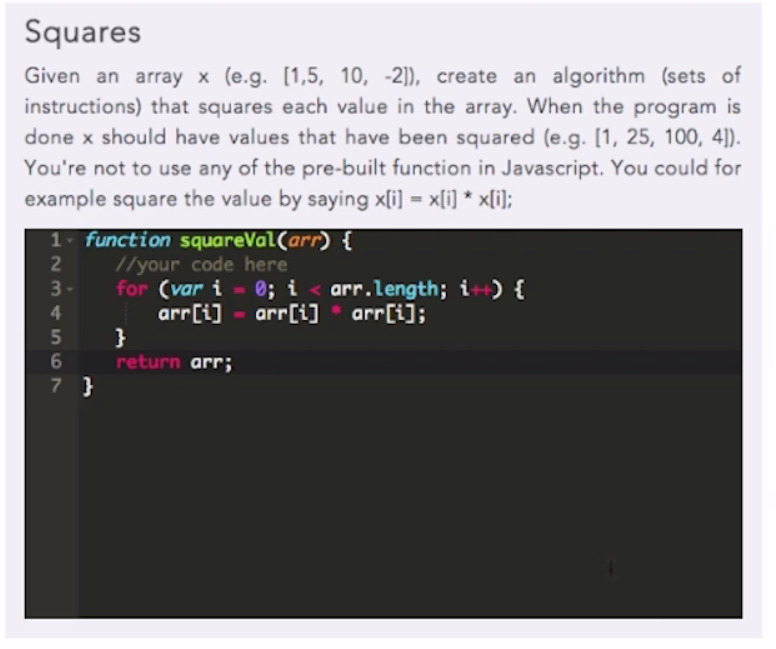 Squares
Given an array x (e.g. [1,5, 10, -2]), create an algorithm (sets of
instructions) that squares each value in the array. When the program is
done x should have values that have been squared (e.g. [1, 25, 100, 4]).
You're not to use any of the pre-built function in Javascript. You could for
example square the value by saying x[i] = x[i] * x[i];
1 function squareVal(arr) {
2 //your code here
3 for (var i = 0; i < arr.length; i++) {
4 arr[i] = arr[i] * arr[i];
5 }
6 return arr;
7 }